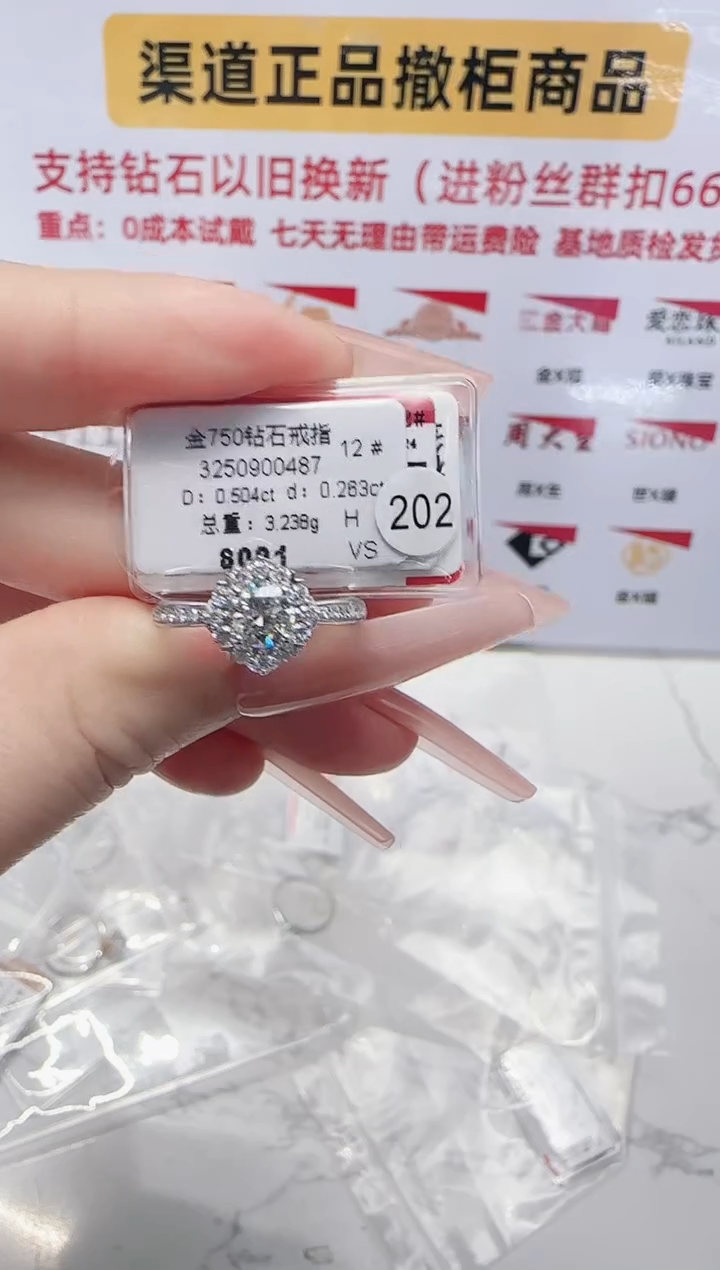 渠道正品撤柜商品
支持钻石以旧换新（进粉丝群扣66
重点：0成本试戴 七天无理由带运费险 基地质检发货
金750钻石戒指
12 #
3250900487
D: 0.504ct d: 0.263ct
总重: 3.238g H
202
VS
周大生